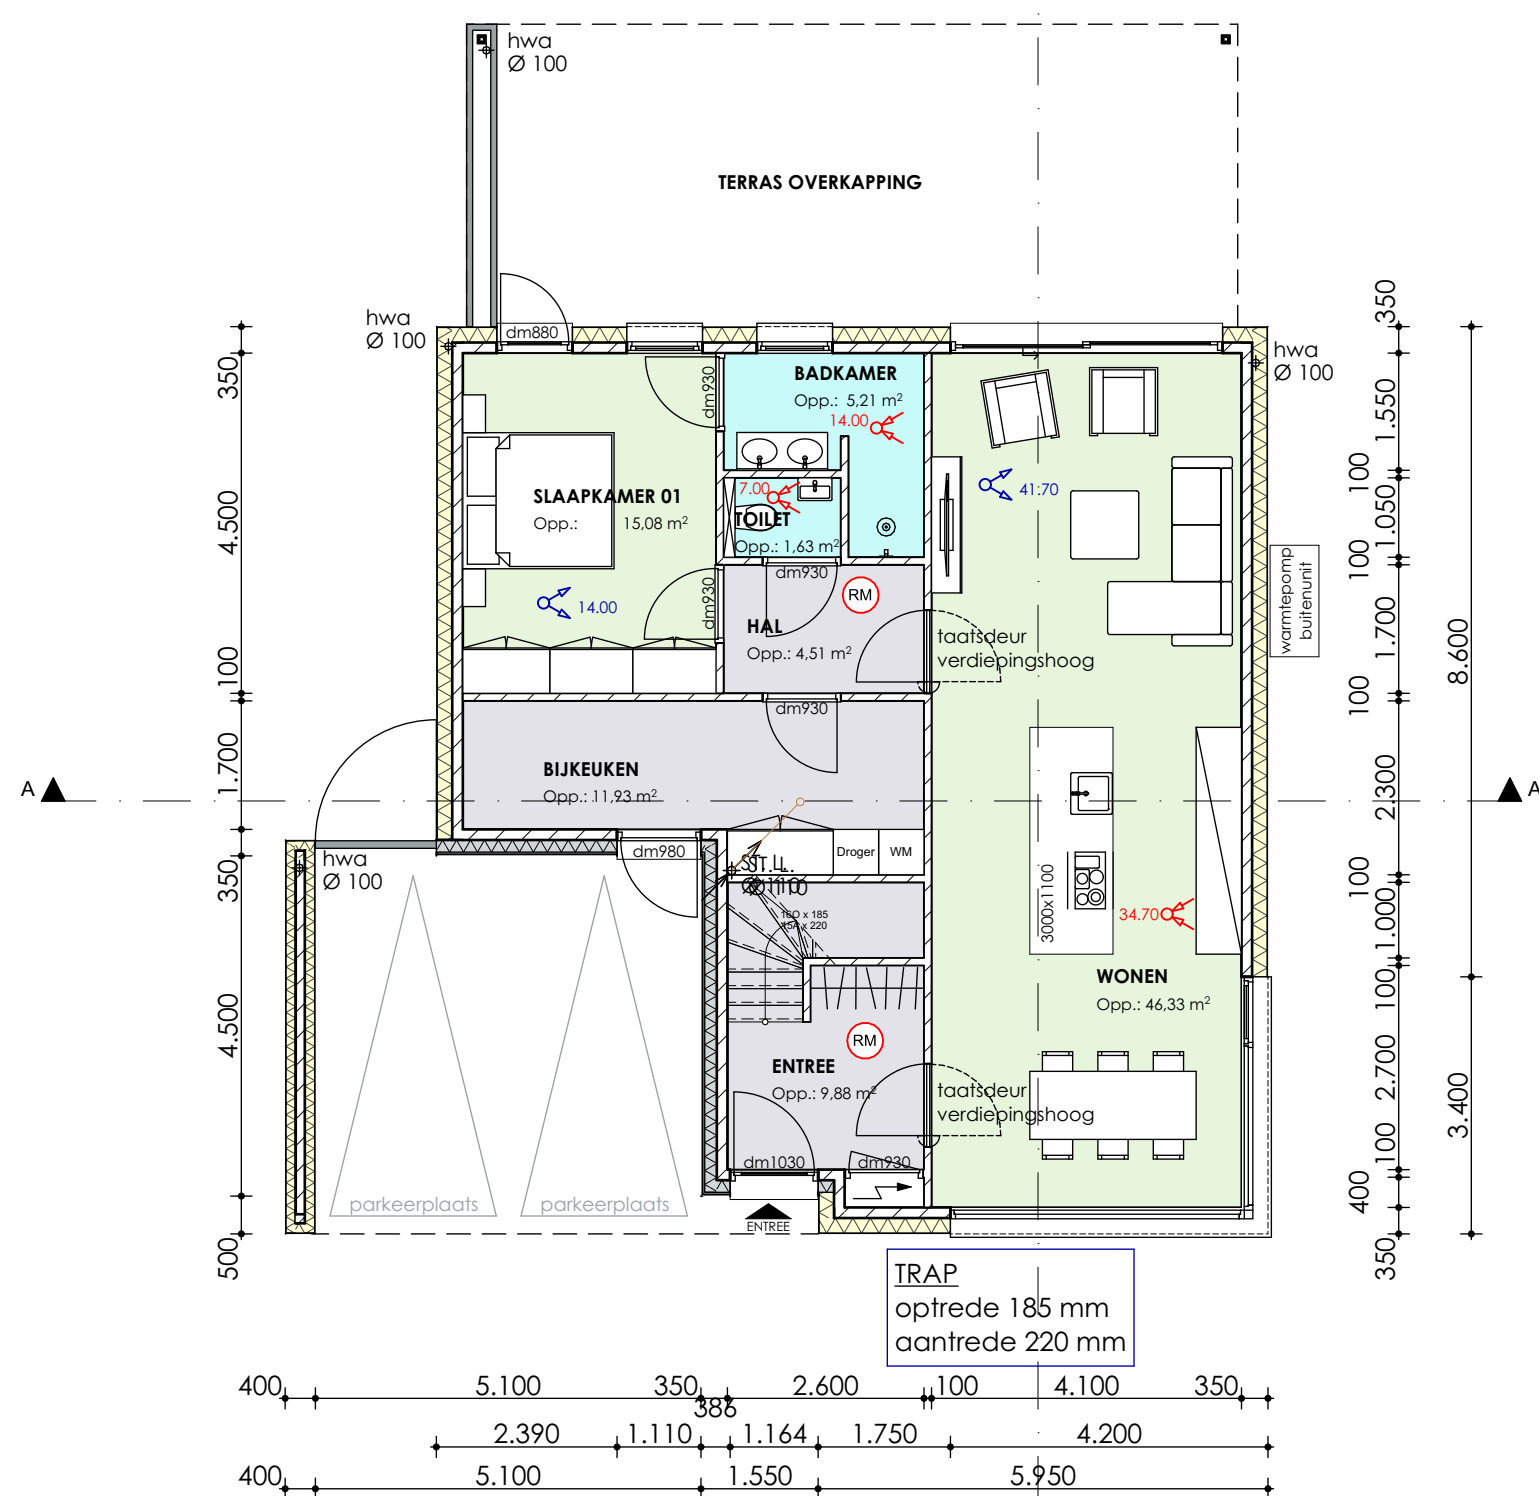 hwa
Ø 100
TERRAS OVERKAPPING
hwa
Ø 100
dm880
hwa
Ø 100
BADKAMER
Opp.: 5,21 m²
14.00
dm930
SLAAPKAMER 01
Opp.: 15,08 m²
14.00
7.00
TOILET
Opp.: 1,63 m²
dm930
dm930
RM
HAL
Opp.: 4,51 m²
taatsdeur
verdiepingshoog
41.70
warmtepomp
buitenunit
dm930
BIJKEUKEN
Opp.: 11,93 m²
A
A
hwa
Ø 100
dm980
Droger
WM
ST.L.
Ø 110
16O x 185
15A x 220
3000x1100
34.70
WONEN
Opp.: 46,33 m²
RM
ENTREE
Opp.: 9,88 m²
taatsdeur
verdiepingshoog
dm1030
dm930
parkeerplaats
parkeerplaats
ENTREE
TRAP
optrede 185 mm
aantrede 220 mm
350
4.500
100
1.700
350
4.500
500
350
1.550
100
1.050
100
1.700
100
2.300
100
1.000
100
2.700
100
400
350
8.600
3.400
400 5.100 350 2.600 100 4.100 350
386
2.390 1.110 1.164 1.750 4.200
400 5.100 1.550 5.950